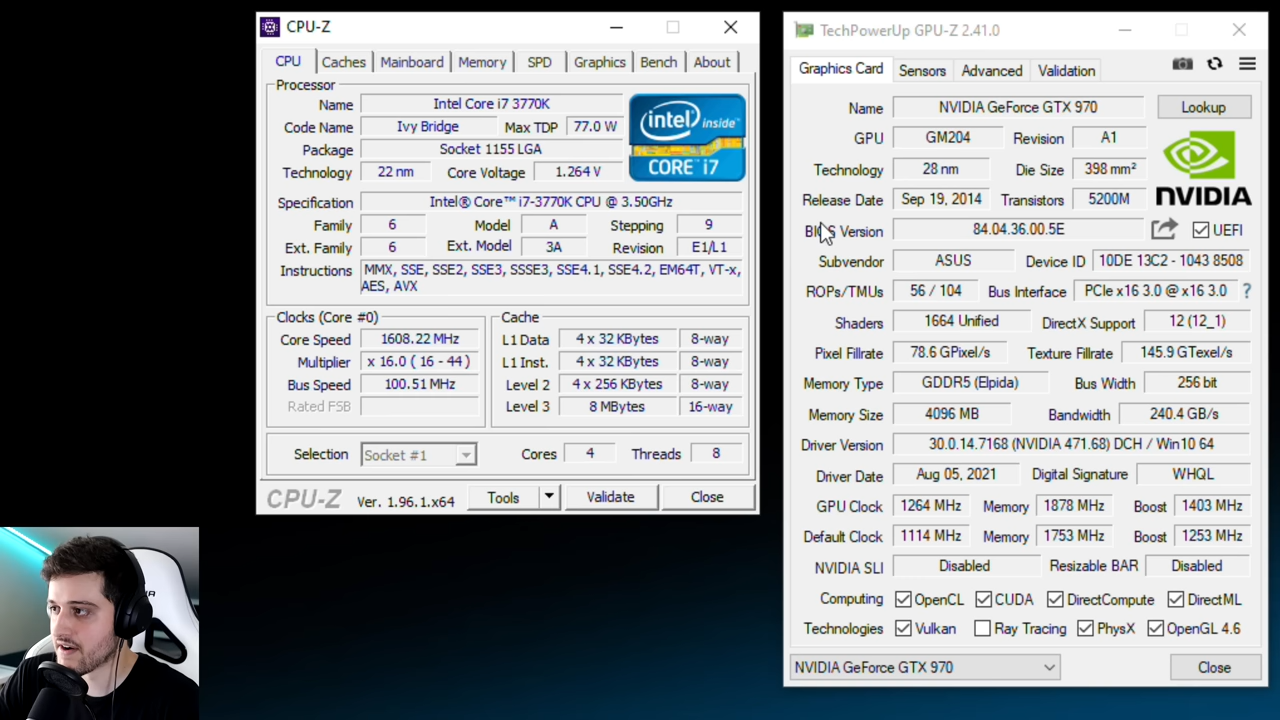 CPU-Z
CPU Caches Mainboard Memory SPD Graphics Bench About
Processor
Name Intel Core i7 3770K
Code Name Ivy Bridge Max TDP 77.0 W
Package Socket 1155 LGA
Technology 22 nm Core Voltage 1.264 V
intel inside™
CORE i7
Specification Intel® Core™ i7-3770K CPU @ 3.50GHz
Family 6 Model A Stepping 9
Ext. Family 6 Ext. Model 3A Revision E1/L1
Instructions MMX, SSE, SSE2, SSE3, SSSE3, SSE4.1, SSE4.2, EM64T, VT-x,
AES, AVX
Clocks (Core #0)
Core Speed 1608.22 MHz
Multiplier x 16.0 ( 16 - 44 )
Bus Speed 100.51 MHz
Rated FSB
Cache
L1 Data 4 x 32 KBytes 8-way
L1 Inst. 4 x 32 KBytes 8-way
Level 2 4 x 256 KBytes 8-way
Level 3 8 MBytes 16-way
Selection Socket #1 Cores 4 Threads 8
CPU-Z Ver. 1.96.1.x64 Tools Validate Close
TechPowerUp GPU-Z 2.41.0
Graphics Card Sensors Advanced Validation
Name NVIDIA GeForce GTX 970 Lookup
GPU GM204 Revision A1
Technology 28 nm Die Size 398 mm²
NVIDIA
Release Date Sep 19, 2014 Transistors 5200M
BIOS Version 84.04.36.00.5E UEFI
Subvendor ASUS Device ID 10DE 13C2 - 1043 8508
ROPs/TMUs 56 / 104 Bus Interface PCIe x16 3.0 @ x16 3.0 ?
Shaders 1664 Unified DirectX Support 12 (12_1)
Pixel Fillrate 78.6 GPixel/s Texture Fillrate 145.9 GTexel/s
Memory Type GDDR5 (Elpida) Bus Width 256 bit
Memory Size 4096 MB Bandwidth 240.4 GB/s
Driver Version 30.0.14.7168 (NVIDIA 471.68) DCH / Win10 64
Driver Date Aug 05, 2021 Digital Signature WHQL
GPU Clock 1264 MHz Memory 1878 MHz Boost 1403 MHz
Default Clock 1114 MHz Memory 1753 MHz Boost 1253 MHz
NVIDIA SLI Disabled Resizable BAR Disabled
Computing OpenCL CUDA DirectCompute DirectML
Technologies Vulkan Ray Tracing PhysX OpenGL 4.6
NVIDIA GeForce GTX 970 Close